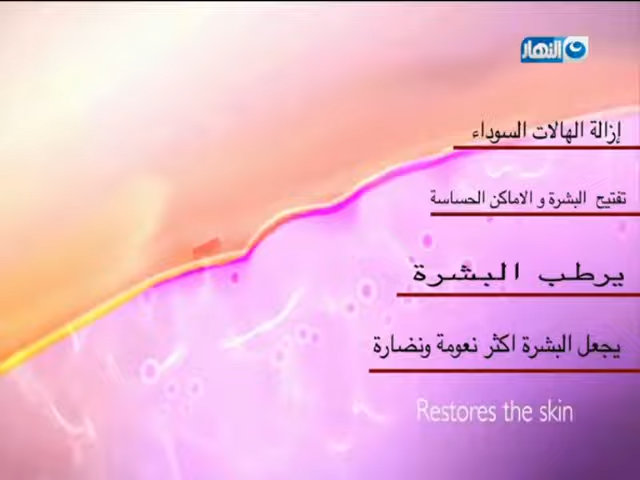 النهار
إزالة الهالات السوداء
تفتيح البشرة و الاماكن الحساسة
يرطب البشرة
يجعل البشرة اكثر نعومة ونضارة
Restores the skin